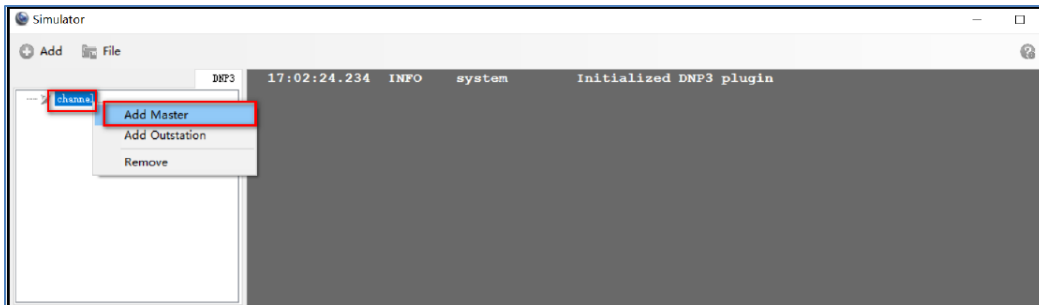 Simulator
Add File
DNP3
17:02:24.234 INFO system Initialized DNP3 plugin
channel
Add Master
Add Outstation
Remove